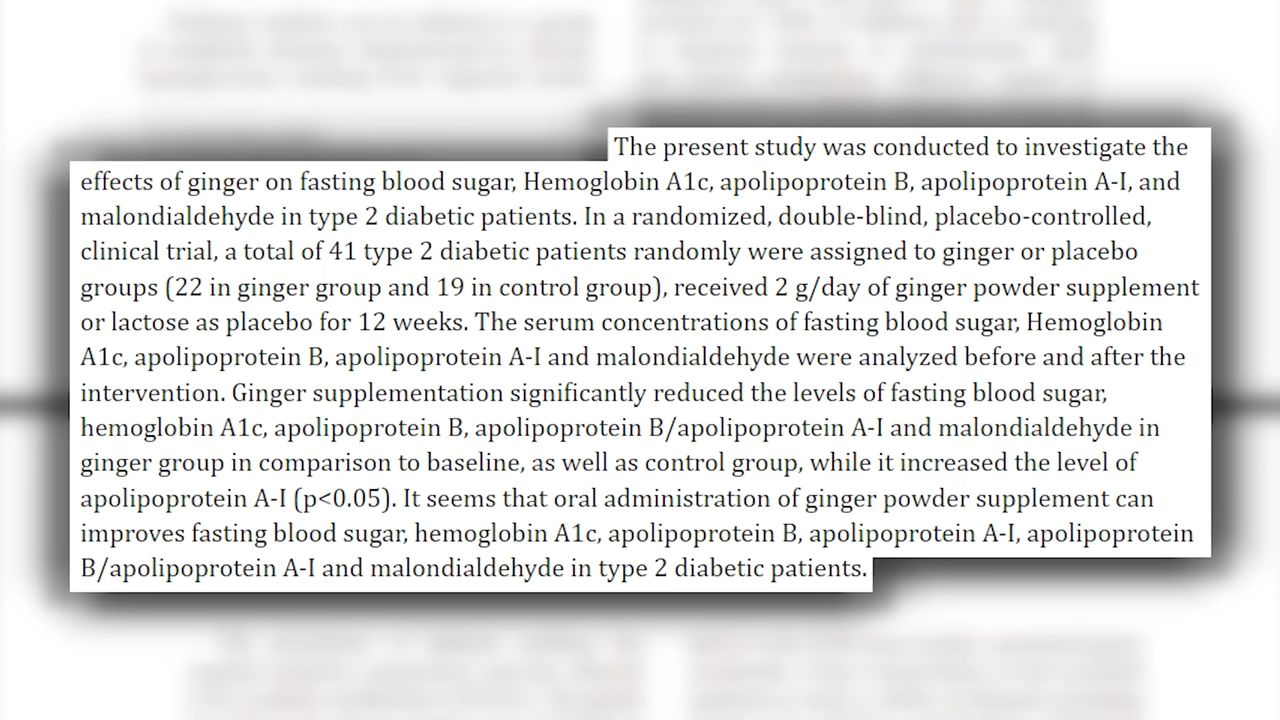 The present study was conducted to investigate the
effects of ginger on fasting blood sugar, Hemoglobin A1c, apolipoprotein B, apolipoprotein A-I, and
malondialdehyde in type 2 diabetic patients. In a randomized, double-blind, placebo-controlled,
clinical trial, a total of 41 type 2 diabetic patients randomly were assigned to ginger or placebo
groups (22 in ginger group and 19 in control group), received 2 g/day of ginger powder supplement
or lactose as placebo for 12 weeks. The serum concentrations of fasting blood sugar, Hemoglobin
A1c, apolipoprotein B, apolipoprotein A-I and malondialdehyde were analyzed before and after the
intervention. Ginger supplementation significantly reduced the levels of fasting blood sugar,
hemoglobin A1c, apolipoprotein B, apolipoprotein B/apolipoprotein A-I and malondialdehyde in
ginger group in comparison to baseline, as well as control group, while it increased the level of
apolipoprotein A-I (p<0.05). It seems that oral administration of ginger powder supplement can
improves fasting blood sugar, hemoglobin A1c, apolipoprotein B, apolipoprotein A-I, apolipoprotein
B/apolipoprotein A-I and malondialdehyde in type 2 diabetic patients.